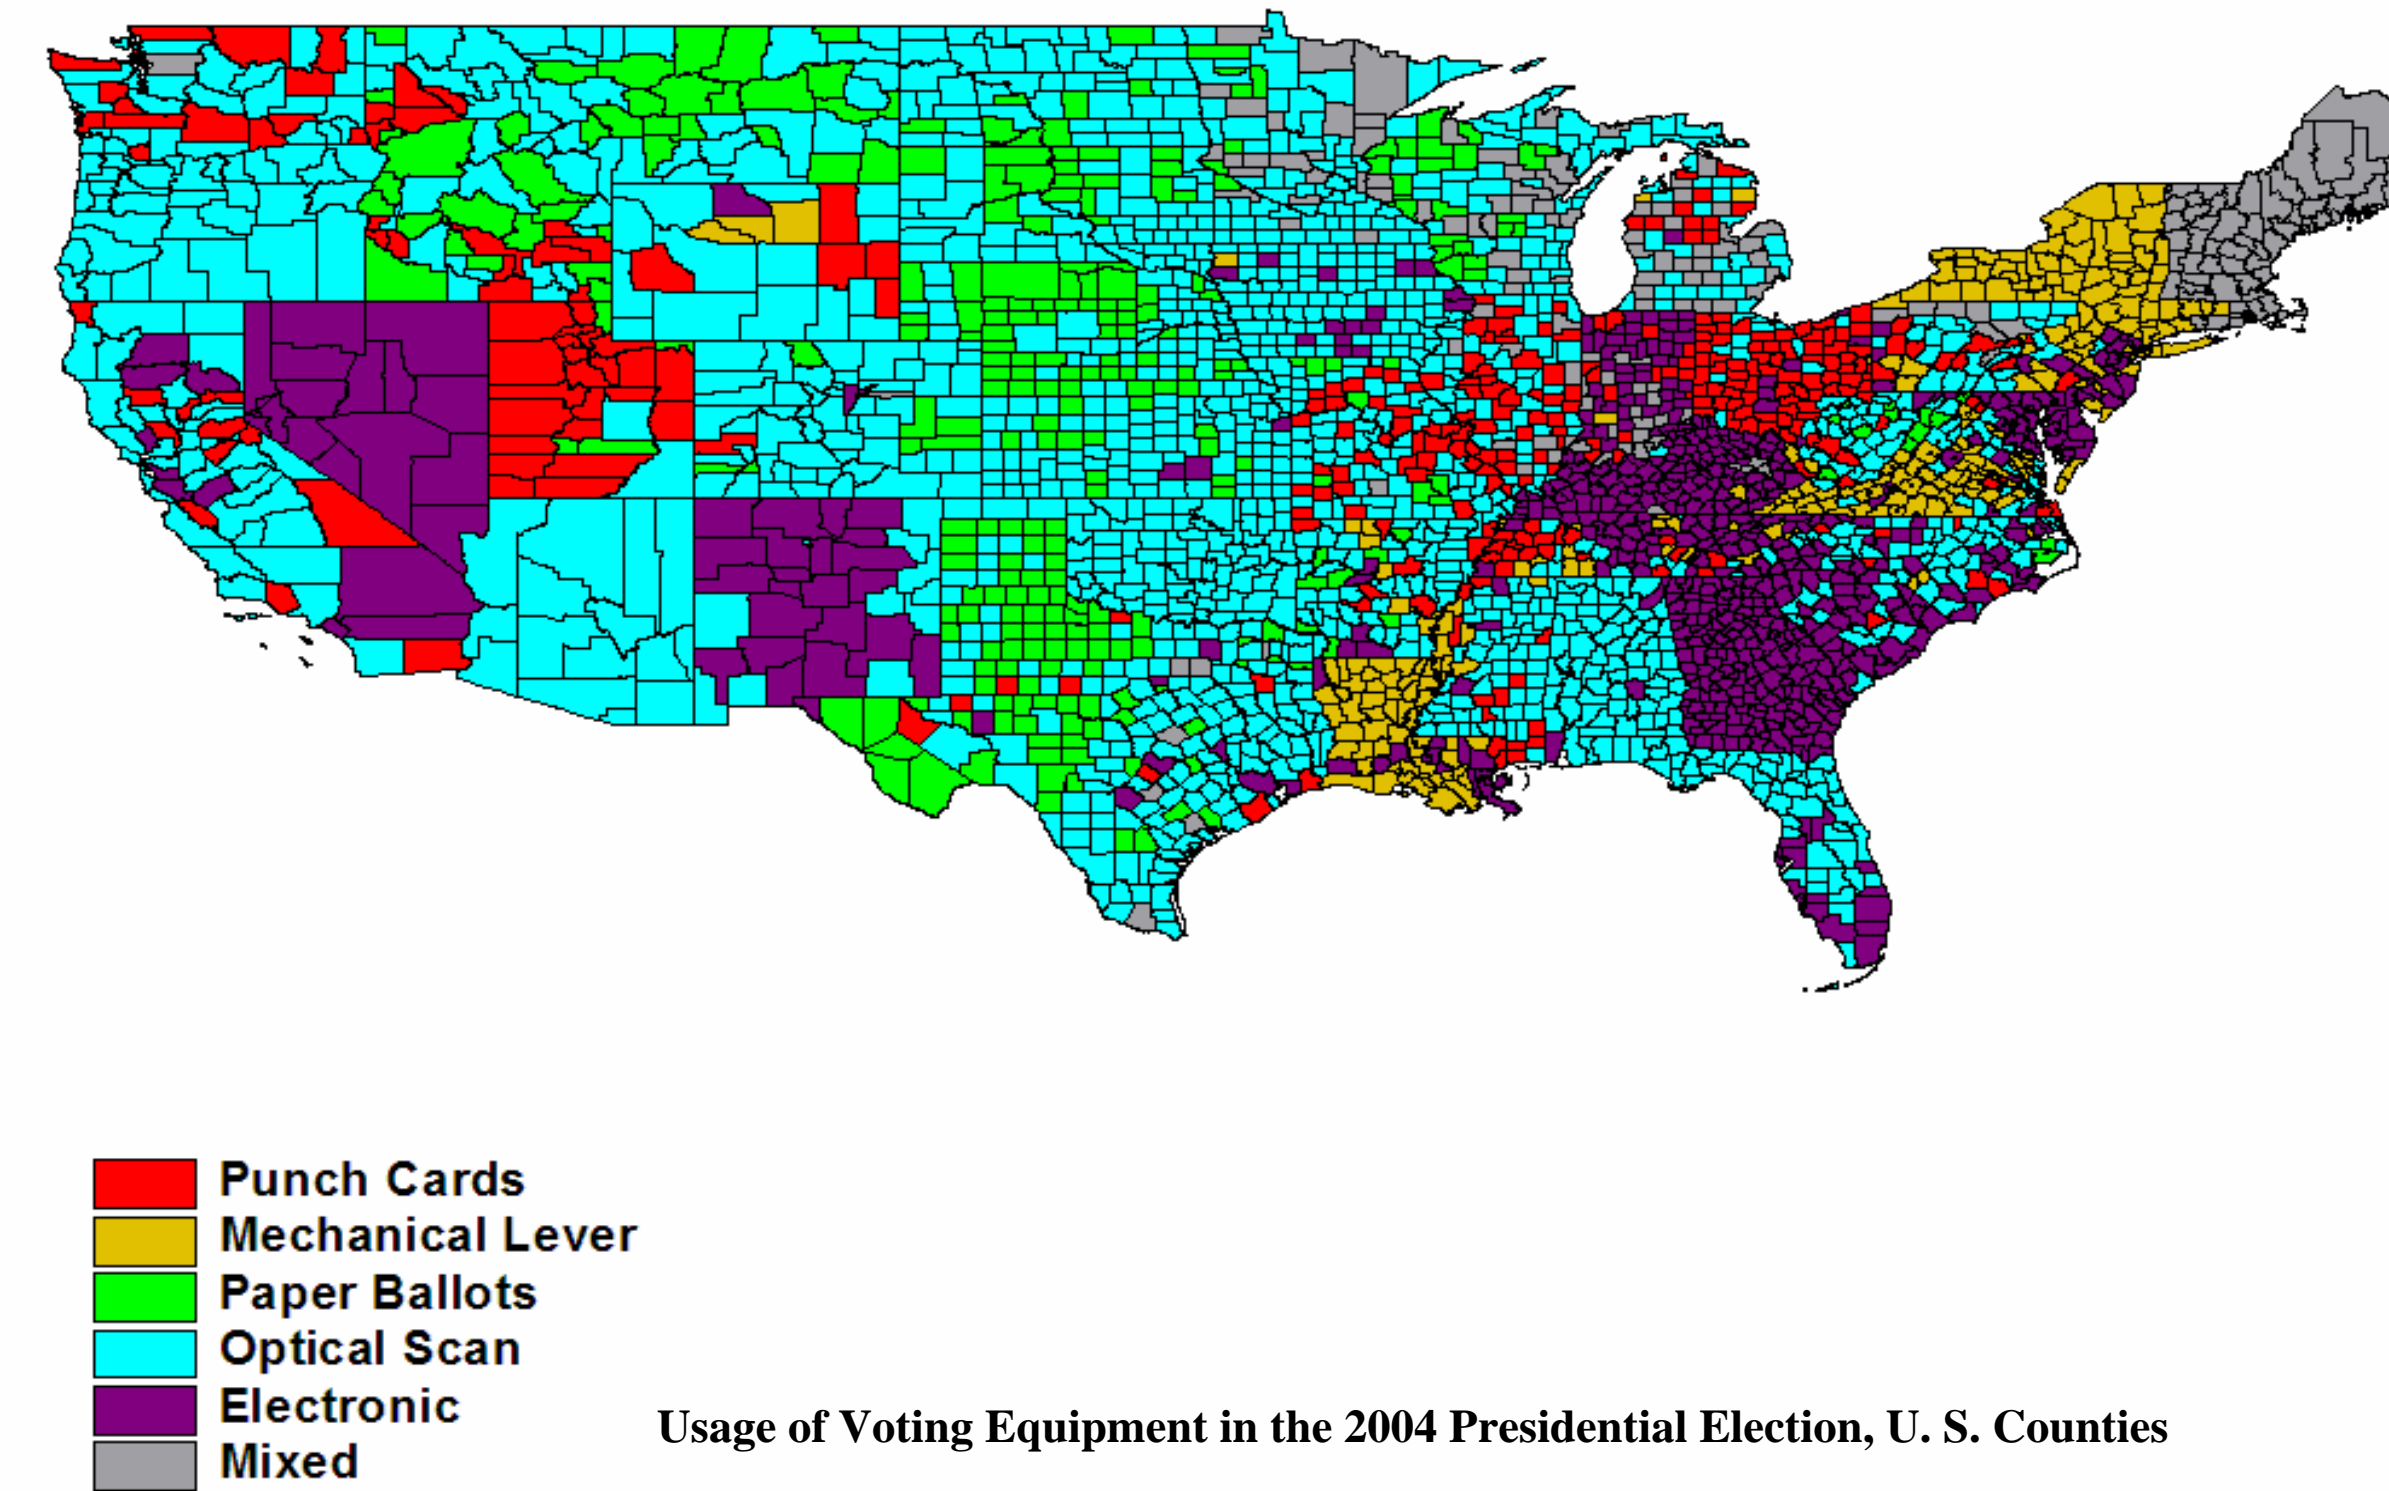 Punch Cards
Mechanical Lever
Paper Ballots
Optical Scan
Electronic
Mixed
Usage of Voting Equipment in the 2004 Presidential Election, U. S. Counties